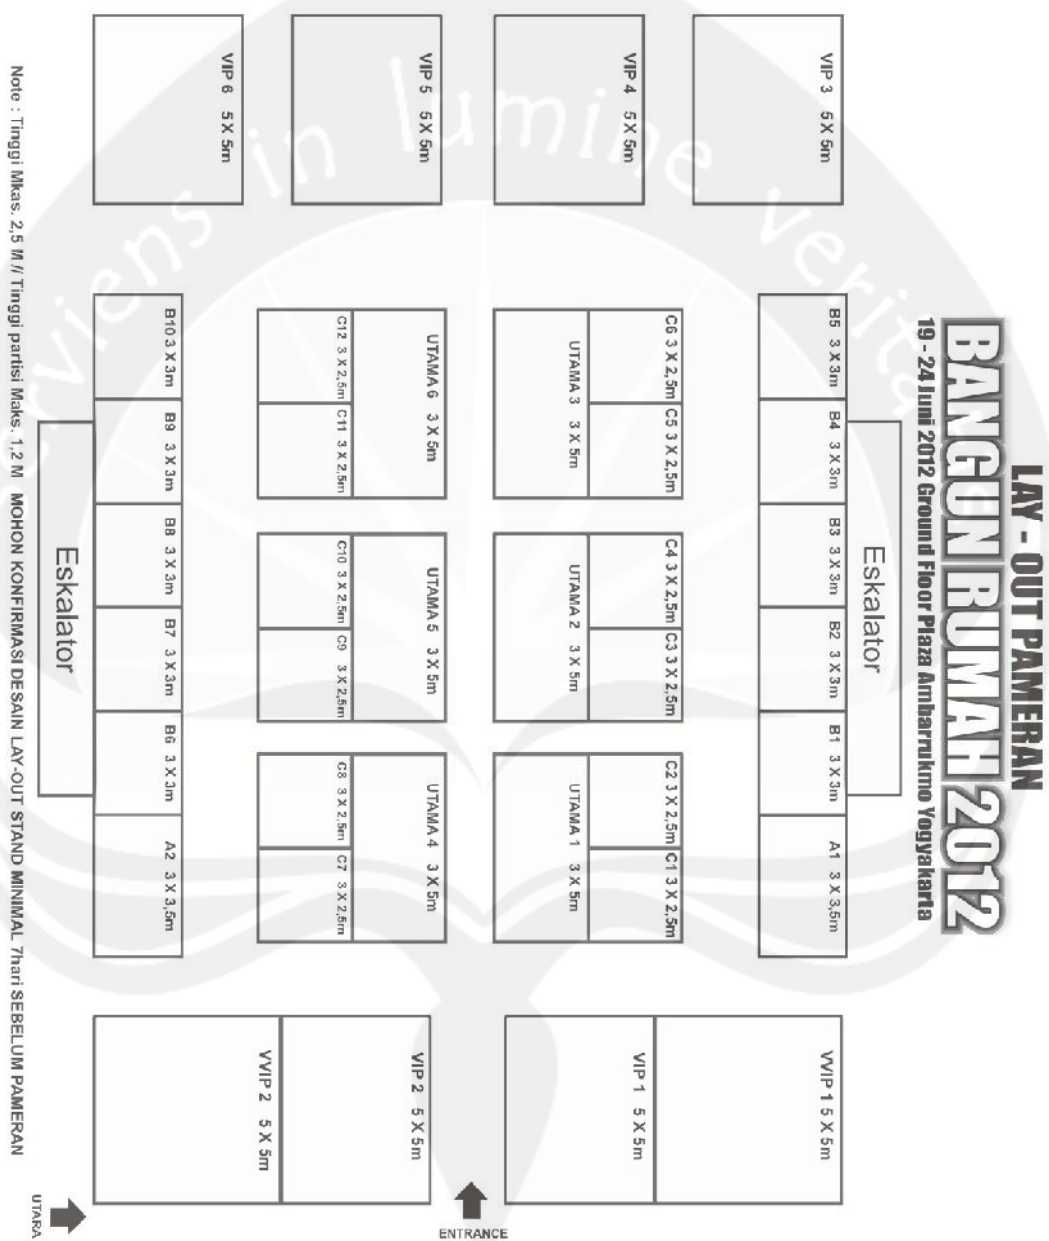 LAY - OUT PAMERAN
BANGUN RUMAH 2012
19 - 24 Juni 2012 Ground Floor Plaza Ambarrukmo Yogyakarta
Eskalator
VIP 3 5 X 5m
B5 3 X 3m
B4 3 X 3m
B3 3 X 3m
B2 3 X 3m
B1 3 X 3m
A1 3 X 3,5m
VVIP 1 5 X 5m
VIP 4 5 X 5m
C6 3 X 2,5m
C5 3 X 2,5m
C4 3 X 2,5m
C3 3 X 2,5m
C2 3 X 2,5m
C1 3 X 2,5m
VIP 1 5 X 5m
UTAMA 3 3 X 5m
UTAMA 2 3 X 5m
UTAMA 1 3 X 5m
ENTRANCE
VIP 5 5 X 5m
UTAMA 6 3 X 5m
UTAMA 5 3 X 5m
UTAMA 4 3 X 5m
VIP 2 5 X 5m
C12 3 X 2,5m
C11 3 X 2,5m
C10 3 X 2,5m
C9 3 X 2,5m
C8 3 X 2,5m
C7 3 X 2,5m
VVIP 2 5 X 5m
VIP 6 5 X 5m
B10 3 X 3m
B9 3 X 3m
B8 3 X 3m
B7 3 X 3m
B6 3 X 3m
A2 3 X 3,5m
Eskalator
UTARA
Note : Tinggi Mkas. 2,5 M // Tinggi partisi Maks. 1,2 M MOHON KONFIRMASI DESAIN LAY-OUT STAND MINIMAL 7hari SEBELUM PAMERAN
in lumine verita